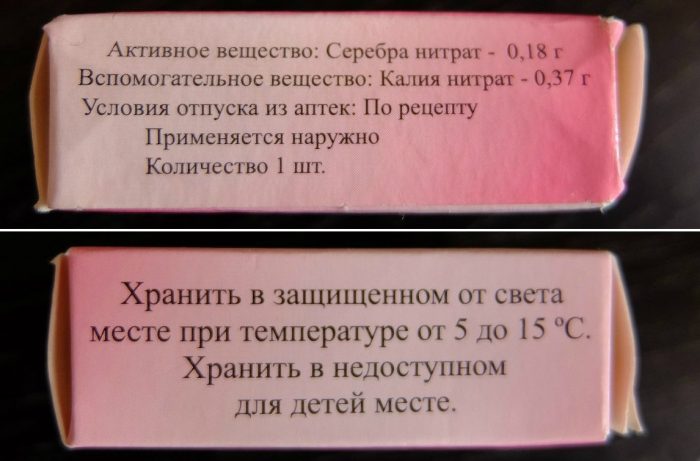 Активное вещество: Серебра нитрат - 0,18 г
Вспомогательное вещество: Калия нитрат - 0,37 г
Условия отпуска из аптек: По рецепту
Применяется наружно
Количество 1 шт.
Хранить в защищенном от света
месте при температуре от 5 до 15 ºС.
Хранить в недоступном
для детей месте.